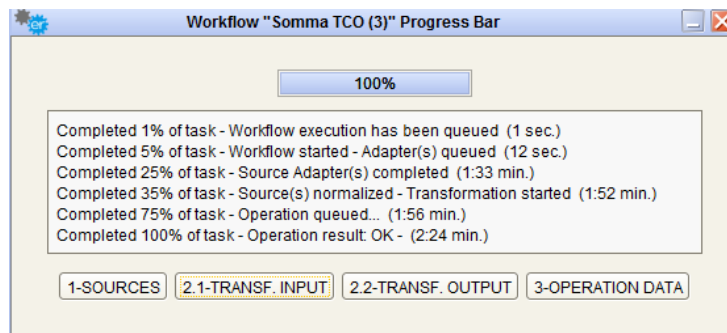 Workflow "Somma TCO (3)" Progress Bar
100%
Completed 1% of task - Workflow execution has been queued (1 sec.)
Completed 5% of task - Workflow started - Adapter(s) queued (12 sec.)
Completed 25% of task - Source Adapter(s) completed (1:33 min.)
Completed 35% of task - Source(s) normalized - Transformation started (1:52 min.)
Completed 75% of task - Operation queued... (1:56 min.)
Completed 100% of task - Operation result: OK - (2:24 min.)
1-SOURCES 2.1-TRANSF. INPUT 2.2-TRANSF. OUTPUT 3-OPERATION DATA